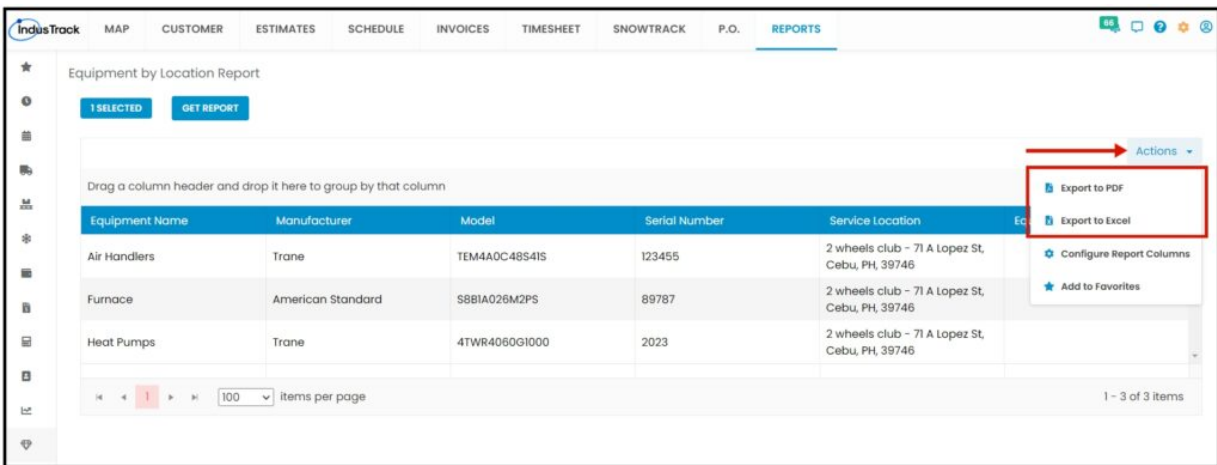 IndusTrack MAP CUSTOMER ESTIMATES SCHEDULE INVOICES TIMESHEET SNOWTRACK P.O. REPORTS 66
Equipment by Location Report
1 SELECTED GET REPORT
Actions
Drag a column header and drop it here to group by that column
Export to PDF
Export to Excel
Configure Report Columns
Add to Favorites
Equipment Name Manufacturer Model Serial Number Service Location
Air Handlers Trane TEM4A0C48S41S 123455 2 wheels club - 71 A Lopez St,
Cebu, PH, 39746
Furnace American Standard S8B1A026M2PS 89787 2 wheels club - 71 A Lopez St,
Cebu, PH, 39746
Heat Pumps Trane 4TWR4060G1000 2023 2 wheels club - 71 A Lopez St,
Cebu, PH, 39746
1 100 items per page 1 - 3 of 3 items